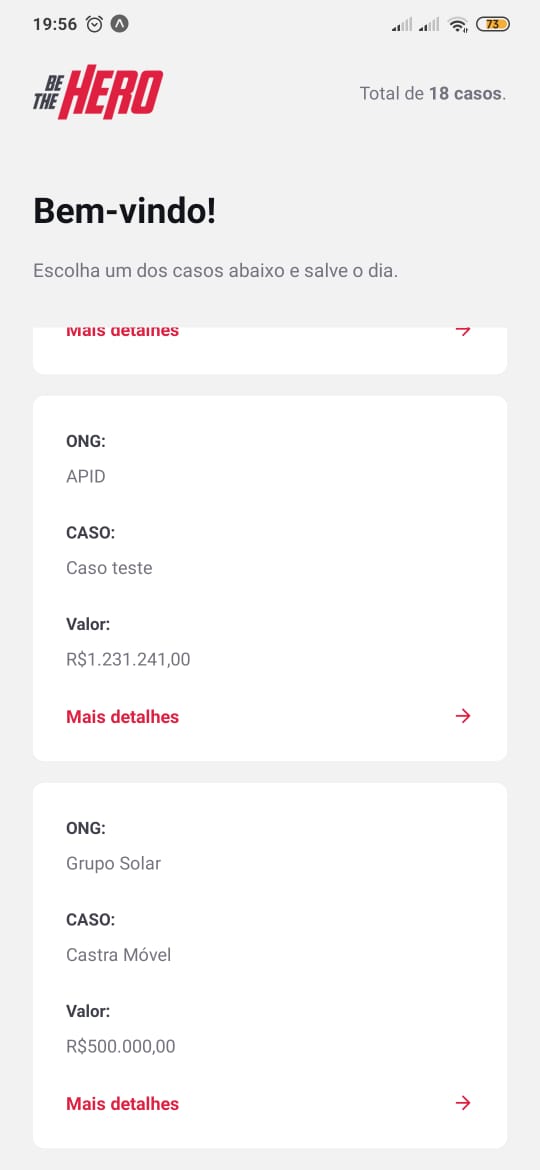 19:56
73
BE
THE HERO
Total de 18 casos.
Bem-vindo!
Escolha um dos casos abaixo e salve o dia.
Mais detalhes
ONG:
APID
CASO:
Caso teste
Valor:
R$1.231.241,00
Mais detalhes
ONG:
Grupo Solar
CASO:
Castra Móvel
Valor:
R$500.000,00
Mais detalhes